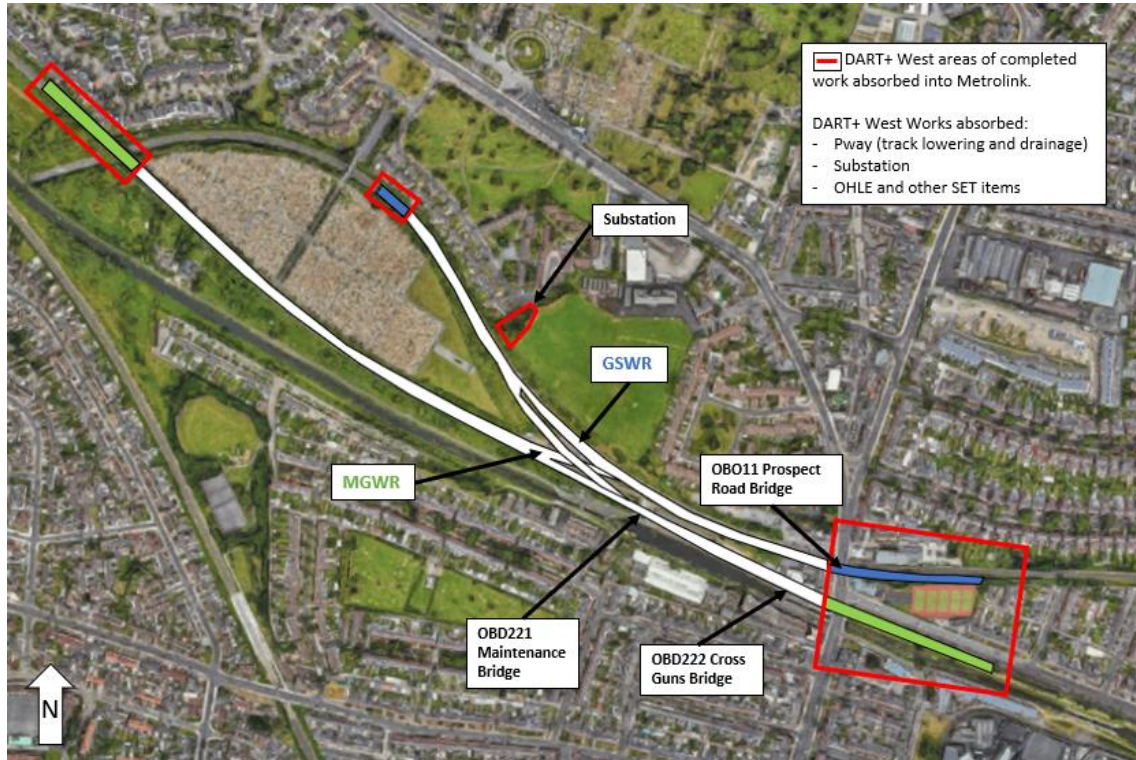 DART+ West areas of completed
work absorbed into Metrolink.
DART+ West Works absorbed:
- Pway (track lowering and drainage)
- Substation
- OHLE and other SET items
Substation
GSWR
MGWR
OBO11 Prospect
Road Bridge
OBD221
Maintenance
Bridge
OBD222 Cross
Guns Bridge
N